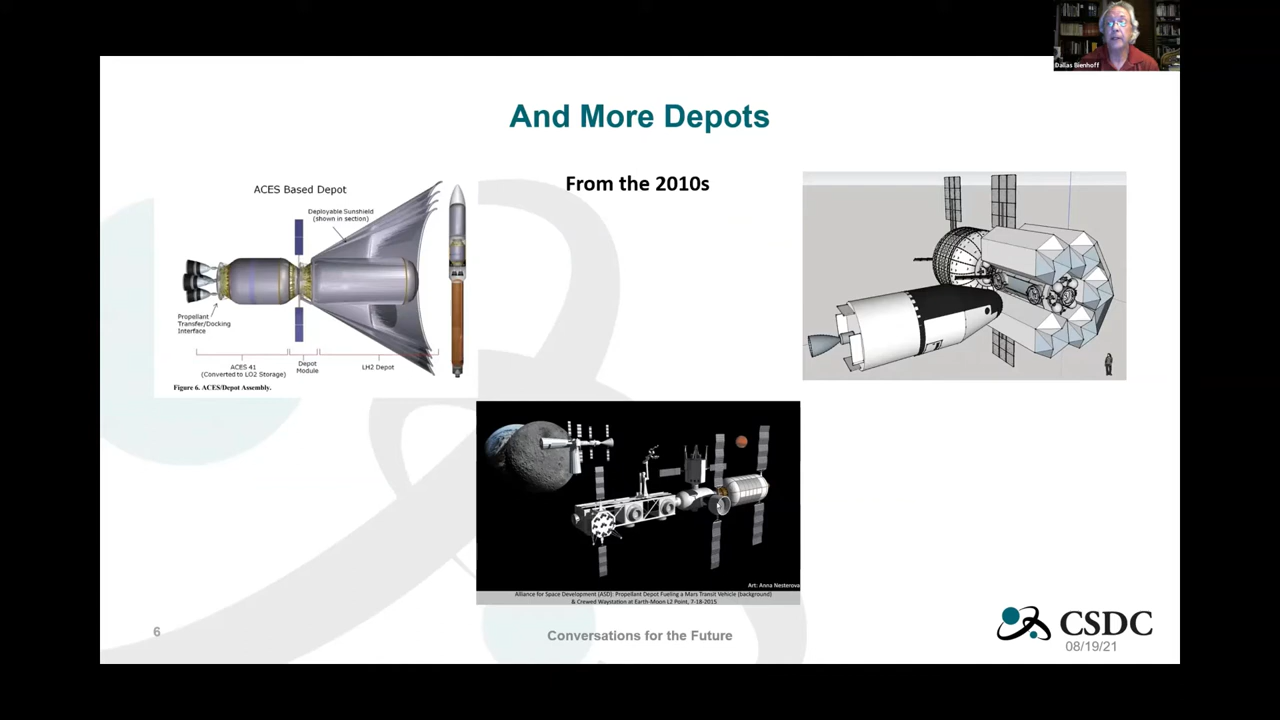 Dallas Bienhoff
And More Depots
From the 2010s
ACES Based Depot
Deployable Sunshield
(shown in section)
Propellant
Transfer/Docking
Interface
ACES 41
(Converted to LO2 Storage)
Depot
Module
LH2 Depot
Figure 6. ACES/Depot Assembly.
Art: Anna Nesterova
Alliance for Space Development (ASD): Propellant Depot Fueling a Mars Transit Vehicle (background)
& Crewed Waystation at Earth-Moon L2 Point, 7-18-2015
6
Conversations for the Future
CSDC
08/19/21